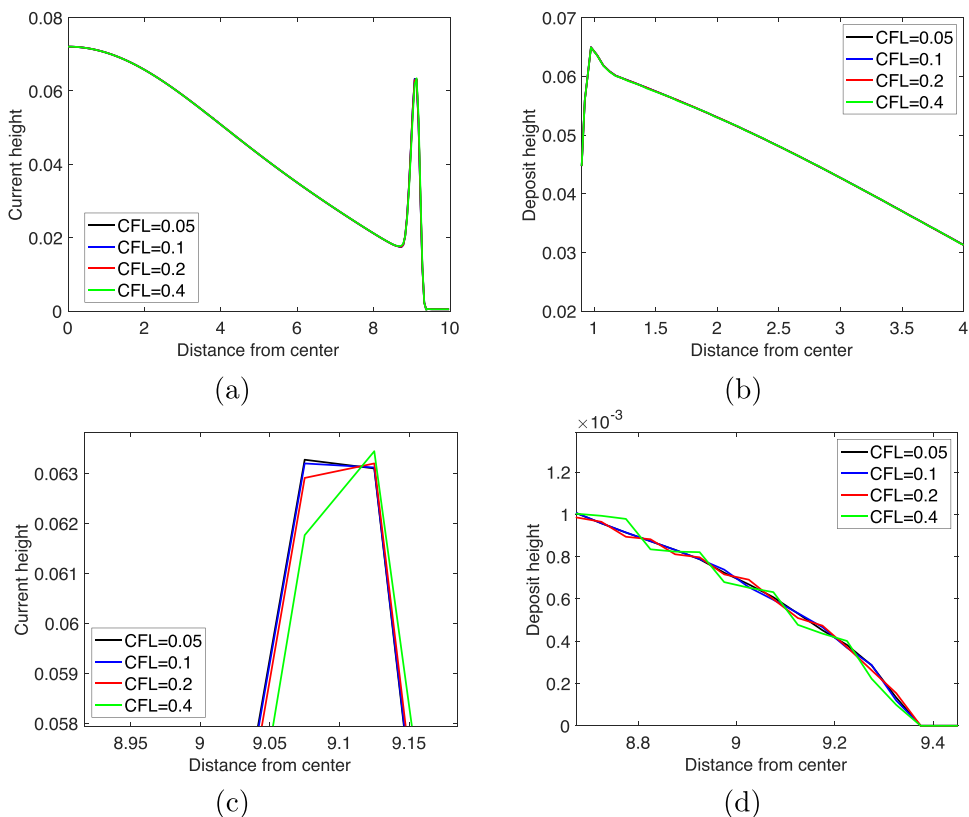 0.08
0.06
0.04
0.02
0
Current height
CFL=0.05
CFL=0.1
CFL=0.2
CFL=0.4
0 2 4 6 8 10
Distance from center
(a)
0.08
0.07
0.06
0.05
0.04
0.03
0.02
Deposit height
CFL=0.05
CFL=0.1
CFL=0.2
CFL=0.4
1 1.5 2 2.5 3 3.5 4
Distance from center
(b)
0.063
0.062
0.061
0.06
0.059
0.058
Current height
CFL=0.05
CFL=0.1
CFL=0.2
CFL=0.4
8.95 9 9.05 9.1 9.15
Distance from center
(c)
×10-3
1.2
1
0.8
0.6
0.4
0.2
0
Deposit height
CFL=0.05
CFL=0.1
CFL=0.2
CFL=0.4
8.8 9 9.2 9.4
Distance from center
(d)